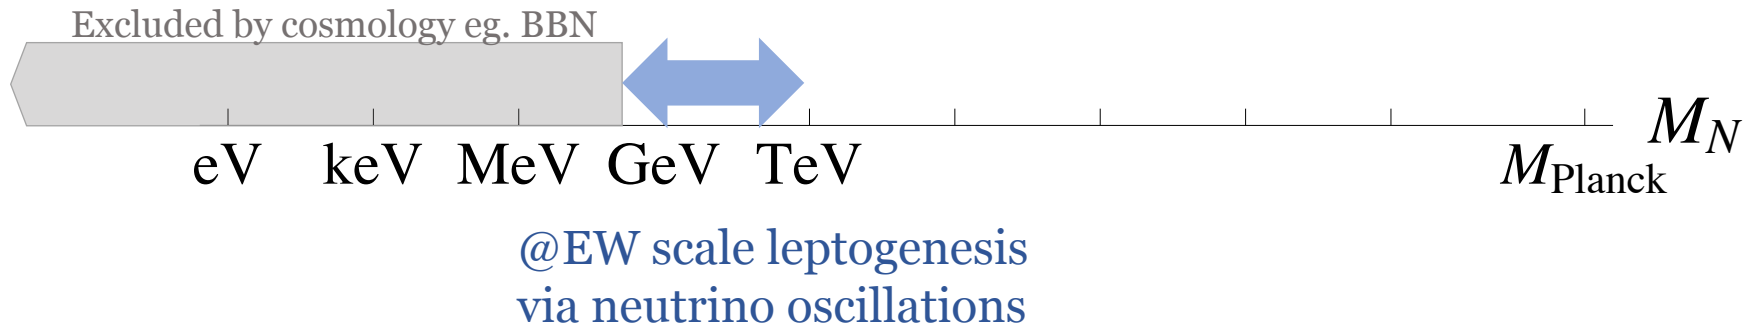 Excluded by cosmology eg. BBN
eV keV MeV GeV TeV M_Planck M_N
@EW scale leptogenesis
via neutrino oscillations